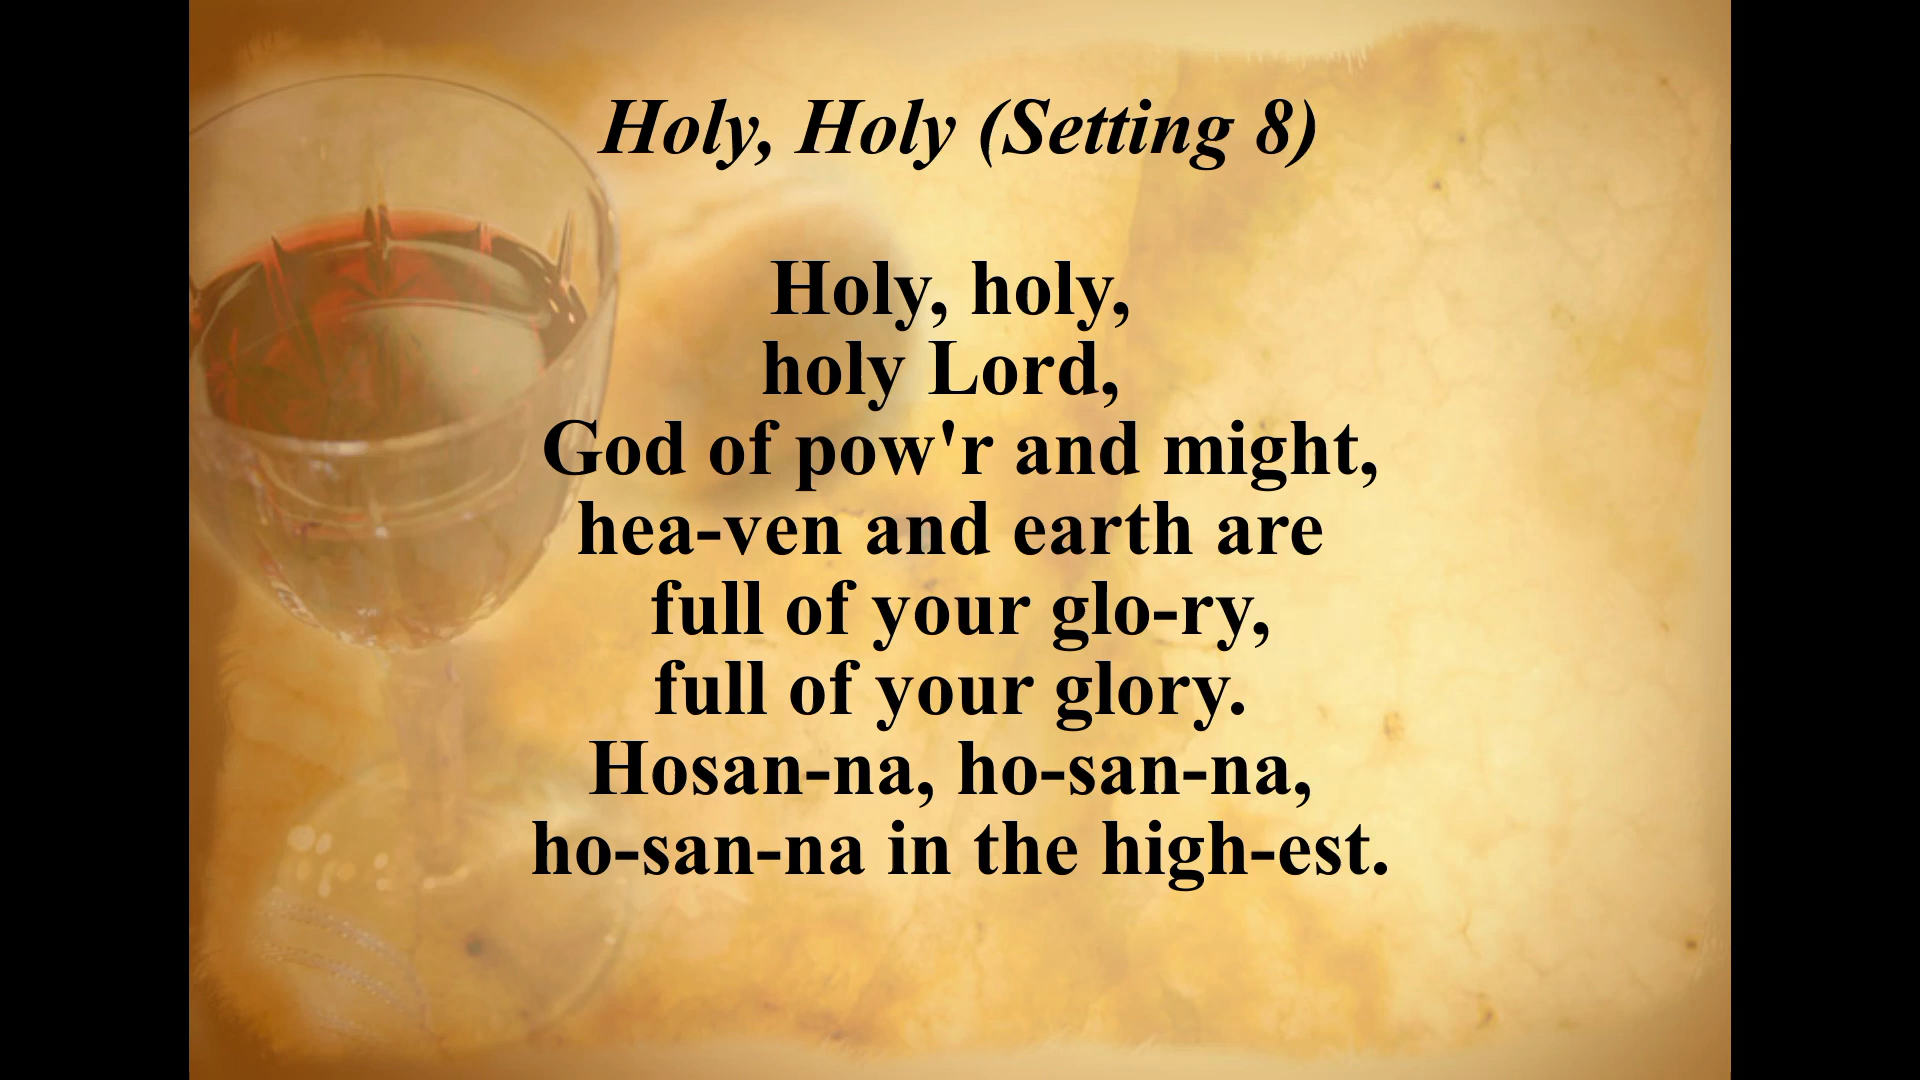 Holy, Holy (Setting 8)
Holy, holy,
holy Lord,
God of pow'r and might,
hea-ven and earth are
full of your glo-ry,
full of your glory.
Hosan-na, ho-san-na,
ho-san-na in the high-est.